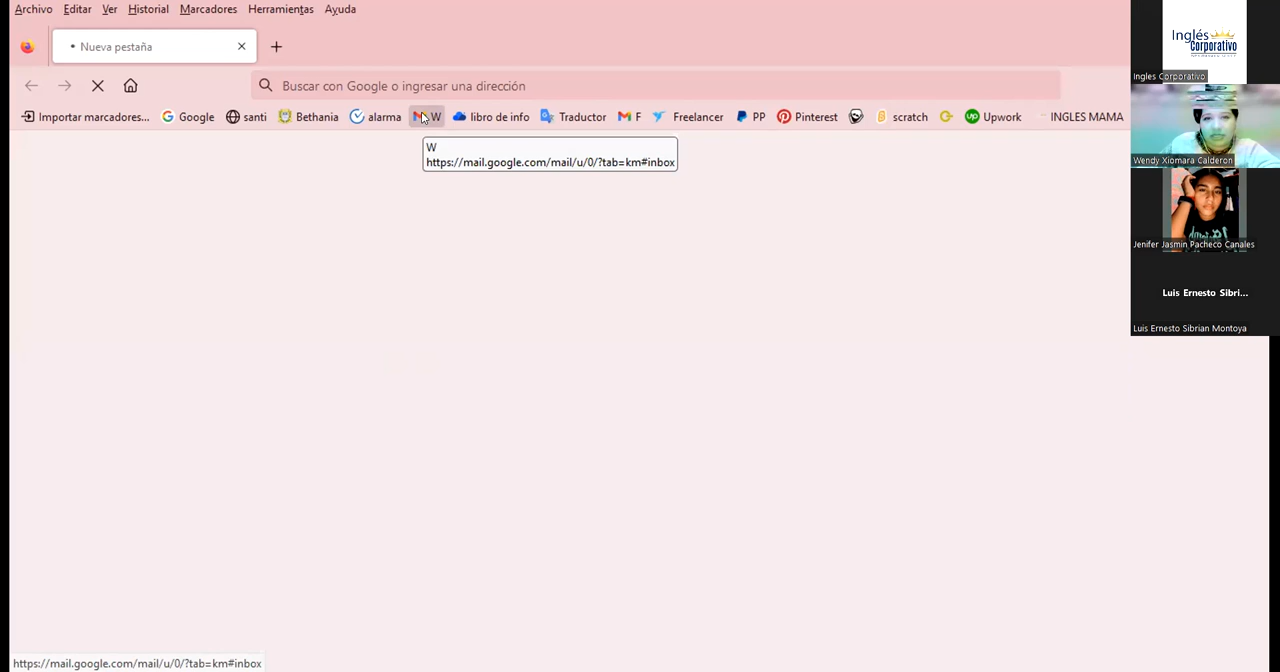 Archivo Editar Ver Historial Marcadores Herramientas Ayuda
Nueva pestaña
Buscar con Google o ingresar una dirección
Importar marcadores... Google santi Bethania alarma W libro de info Traductor F Freelancer PP Pinterest scratch Upwork INGLES MAMA
W
https://mail.google.com/mail/u/0/?tab=km#inbox
Inglés
Corporativo
Ingles Corporativo
Wendy Xiomara Calderon
Jenifer Jasmin Pacheco Canales
Luis Ernesto Sibri...
Luis Ernesto Sibrian Montoya
https://mail.google.com/mail/u/0/?tab=km#inbox